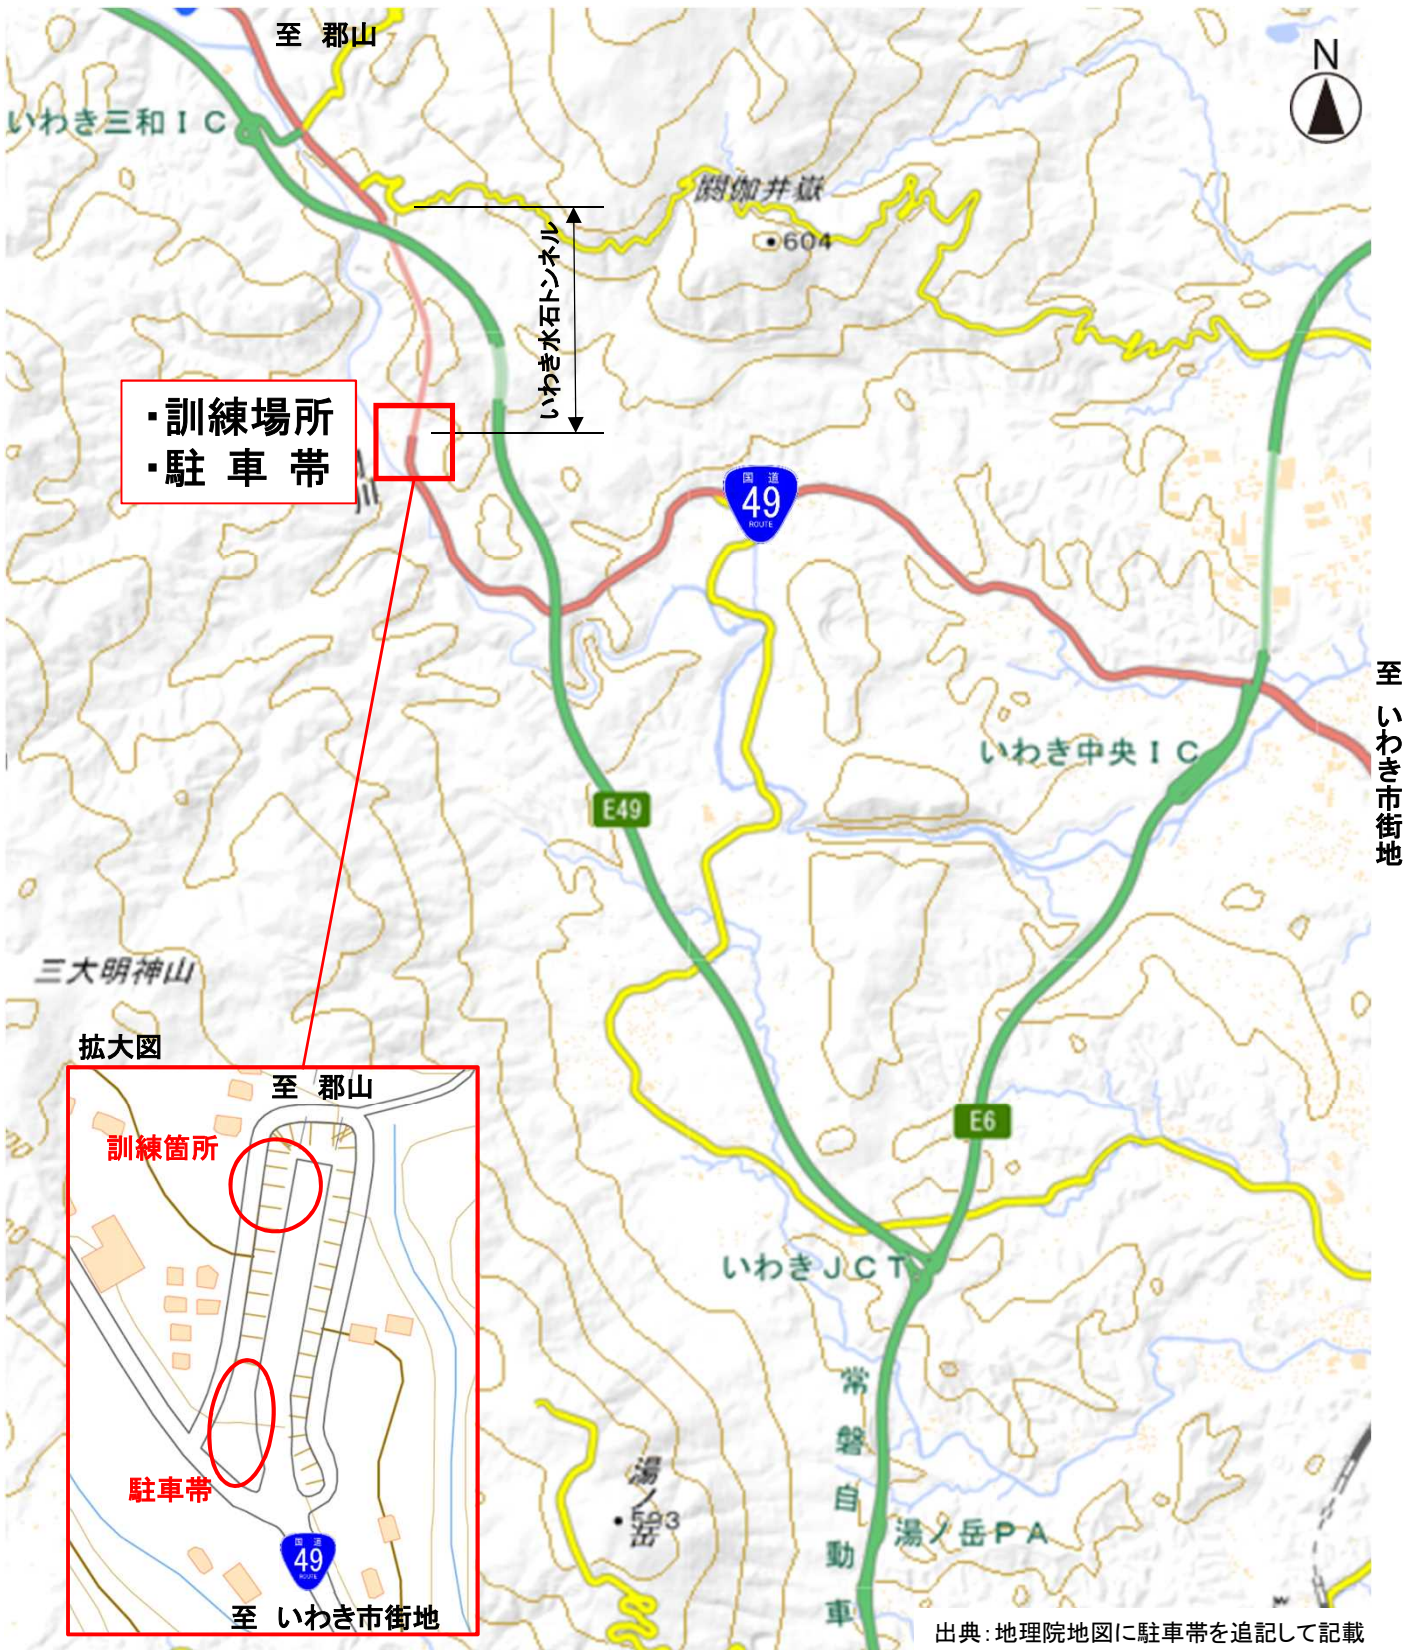 至 郡山
N
いわき三和IC
閼伽井嶽
604
いわき水石トンネル
・訓練場所
・駐車帯
川
国道
49
ROUTE
至 いわき市街地
いわき中央IC
E49
三大明神山
拡大図
至 郡山
訓練箇所
駐車帯
国道
49
ROUTE
至 いわき市街地
E6
いわきJCT
常磐自動車
湯ノ岳
593
湯ノ岳PA
出典:地理院地図に駐車帯を追記して記載